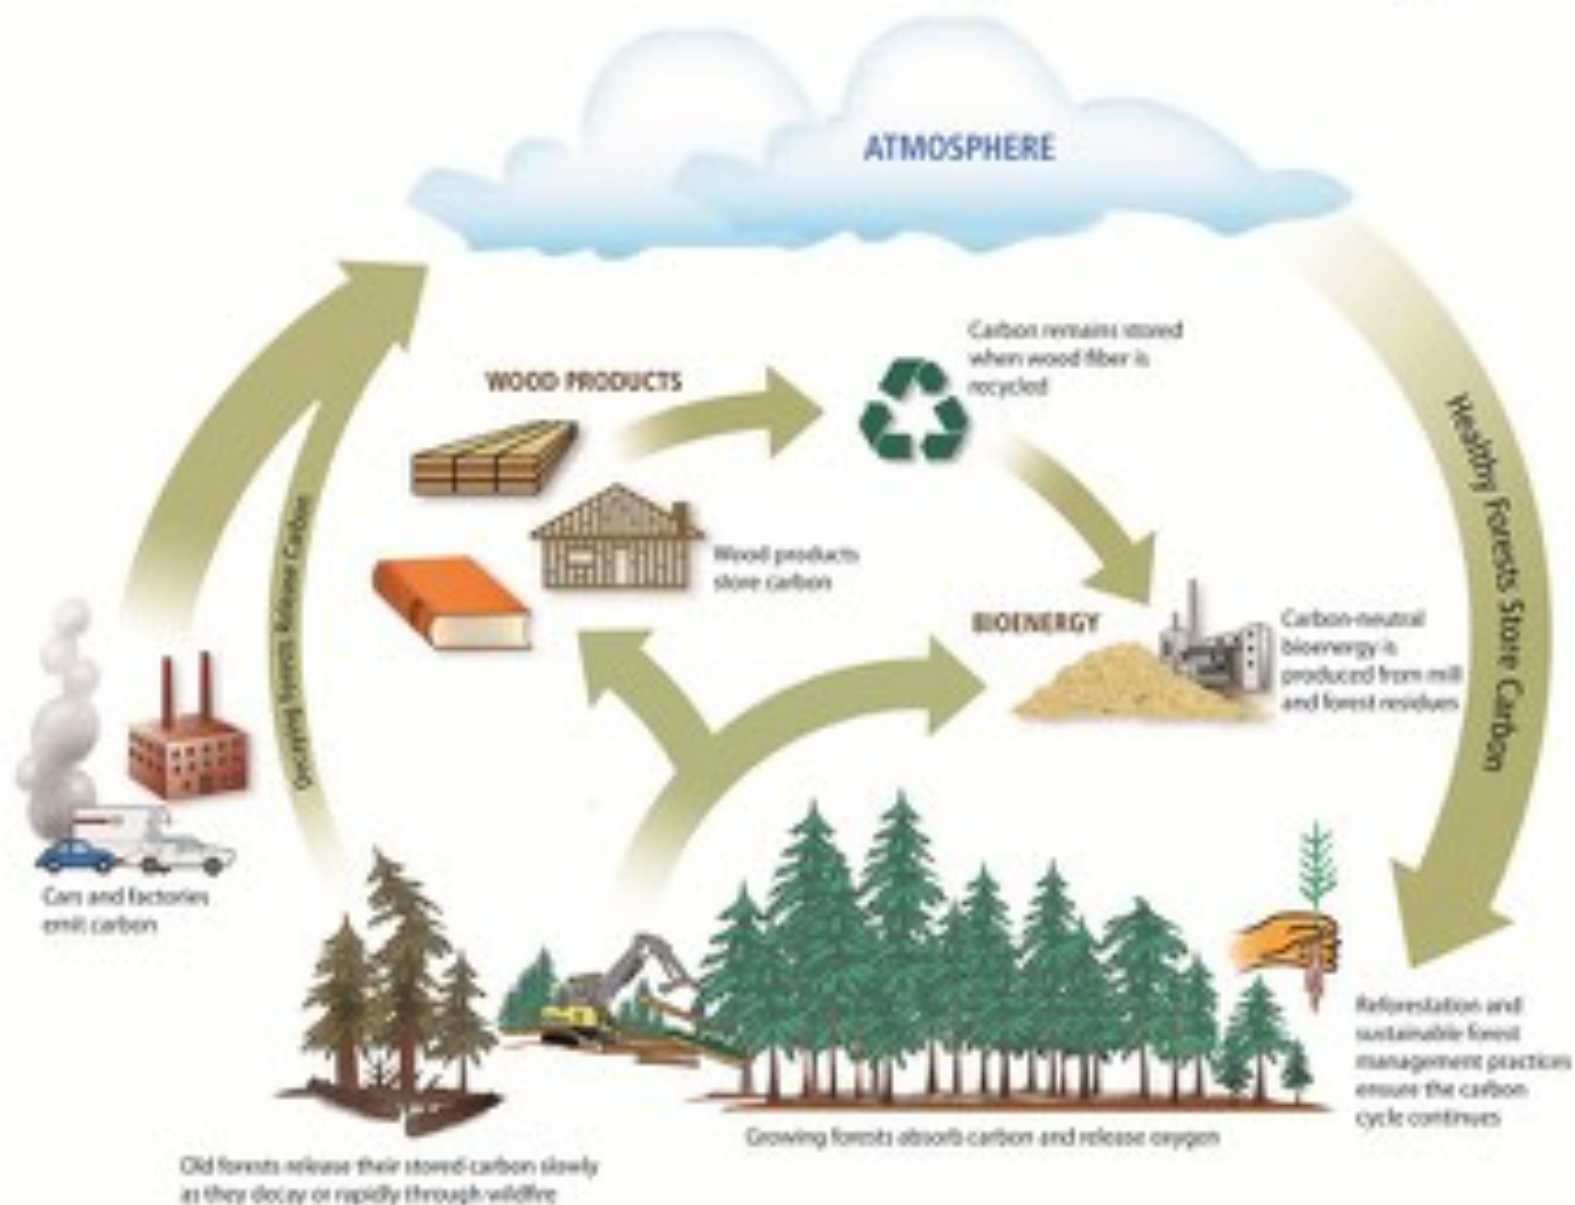 ATMOSPHERE
Carbon remains stored
when wood fiber is
recycled
WOOD PRODUCTS
Wood products
store carbon
BIOENERGY
Carbon-neutral
bioenergy is
produced from mill
and forest residues
Healthy Forests Store Carbon
Decaying Forests Release Carbon
Cars and factories
emit carbon
Reforestation and
sustainable forest
management practices
ensure the carbon
cycle continues
Growing forests absorb carbon and release oxygen
Old forests release their stored carbon slowly
as they decay or rapidly through wildfire